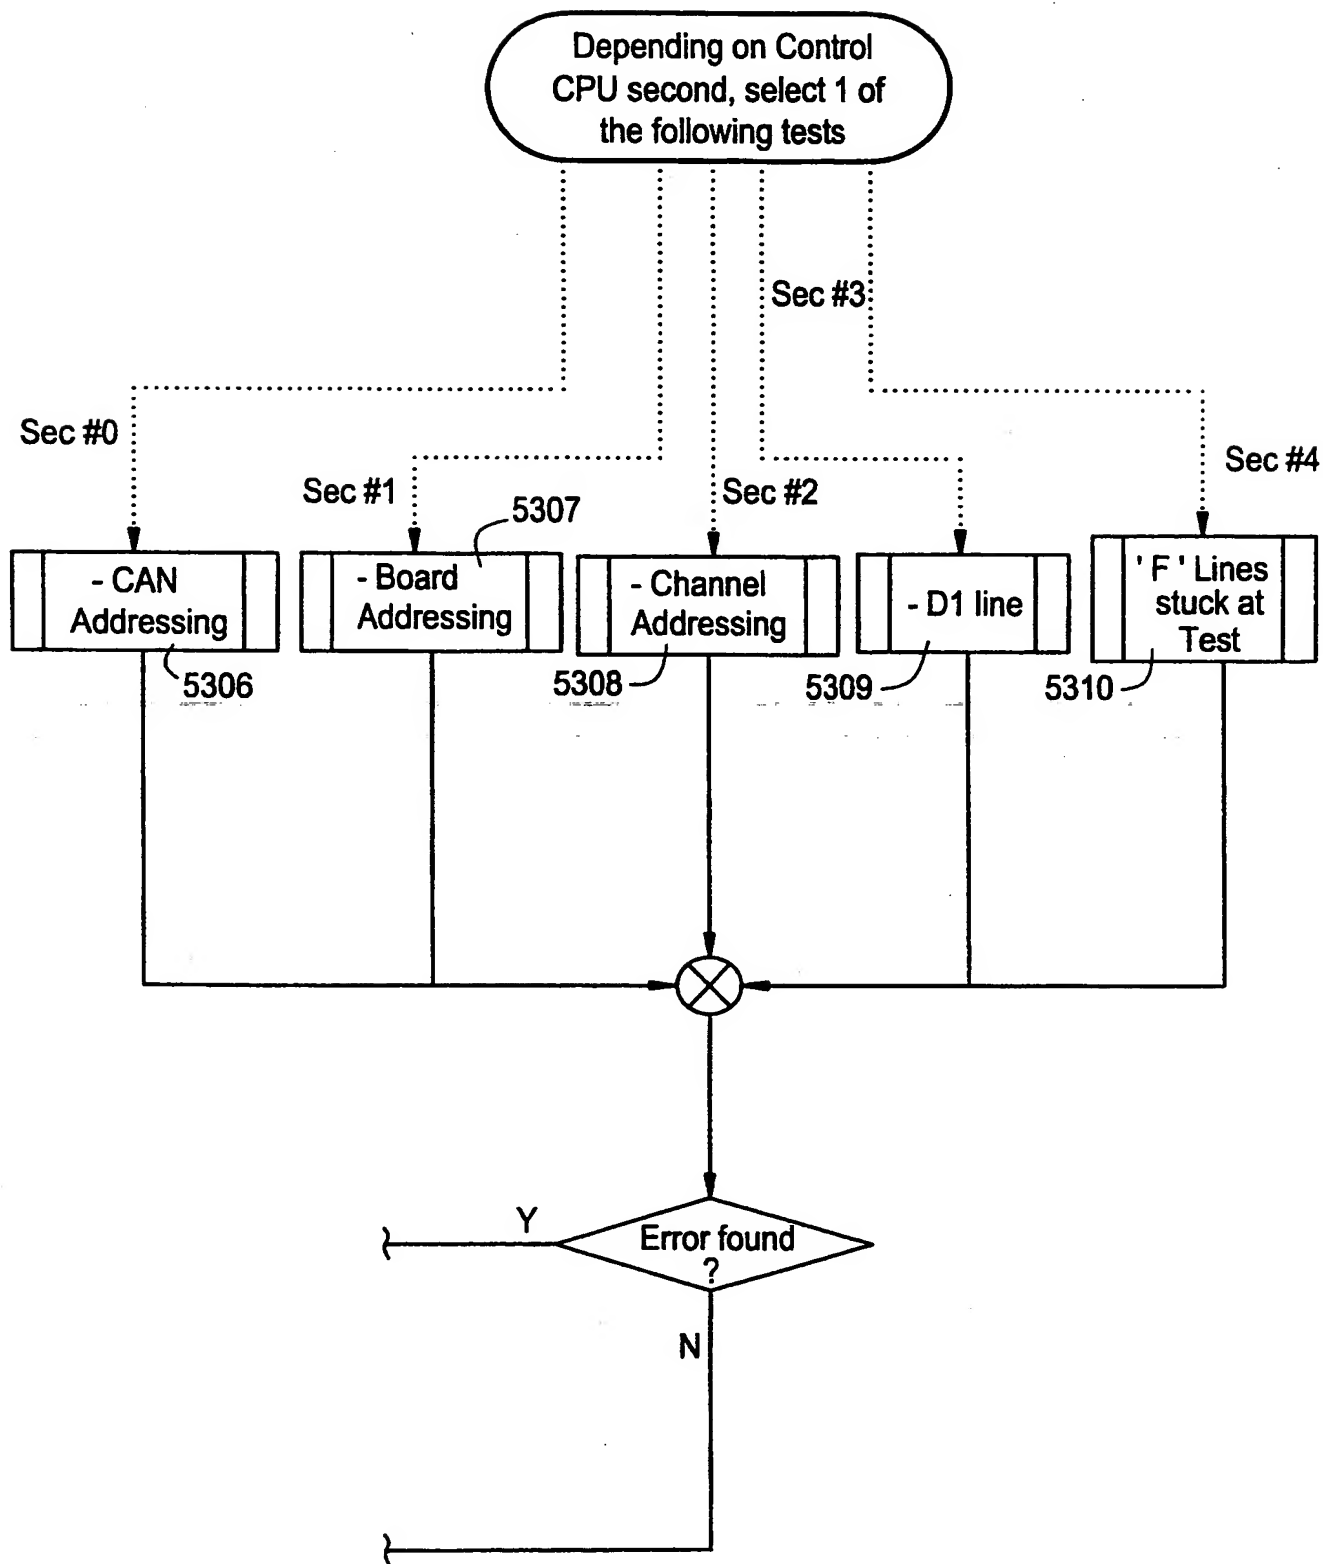 Depending on Control
CPU second, select 1 of
the following tests
Sec #3
Sec #0
Sec #1
5307
Sec #2
Sec #4
- CAN
Addressing
5306
- Board
Addressing
- Channel
Addressing
5308
- D1 line
5309
' F ' Lines
stuck at
Test
5310
Error found
?
Y
N